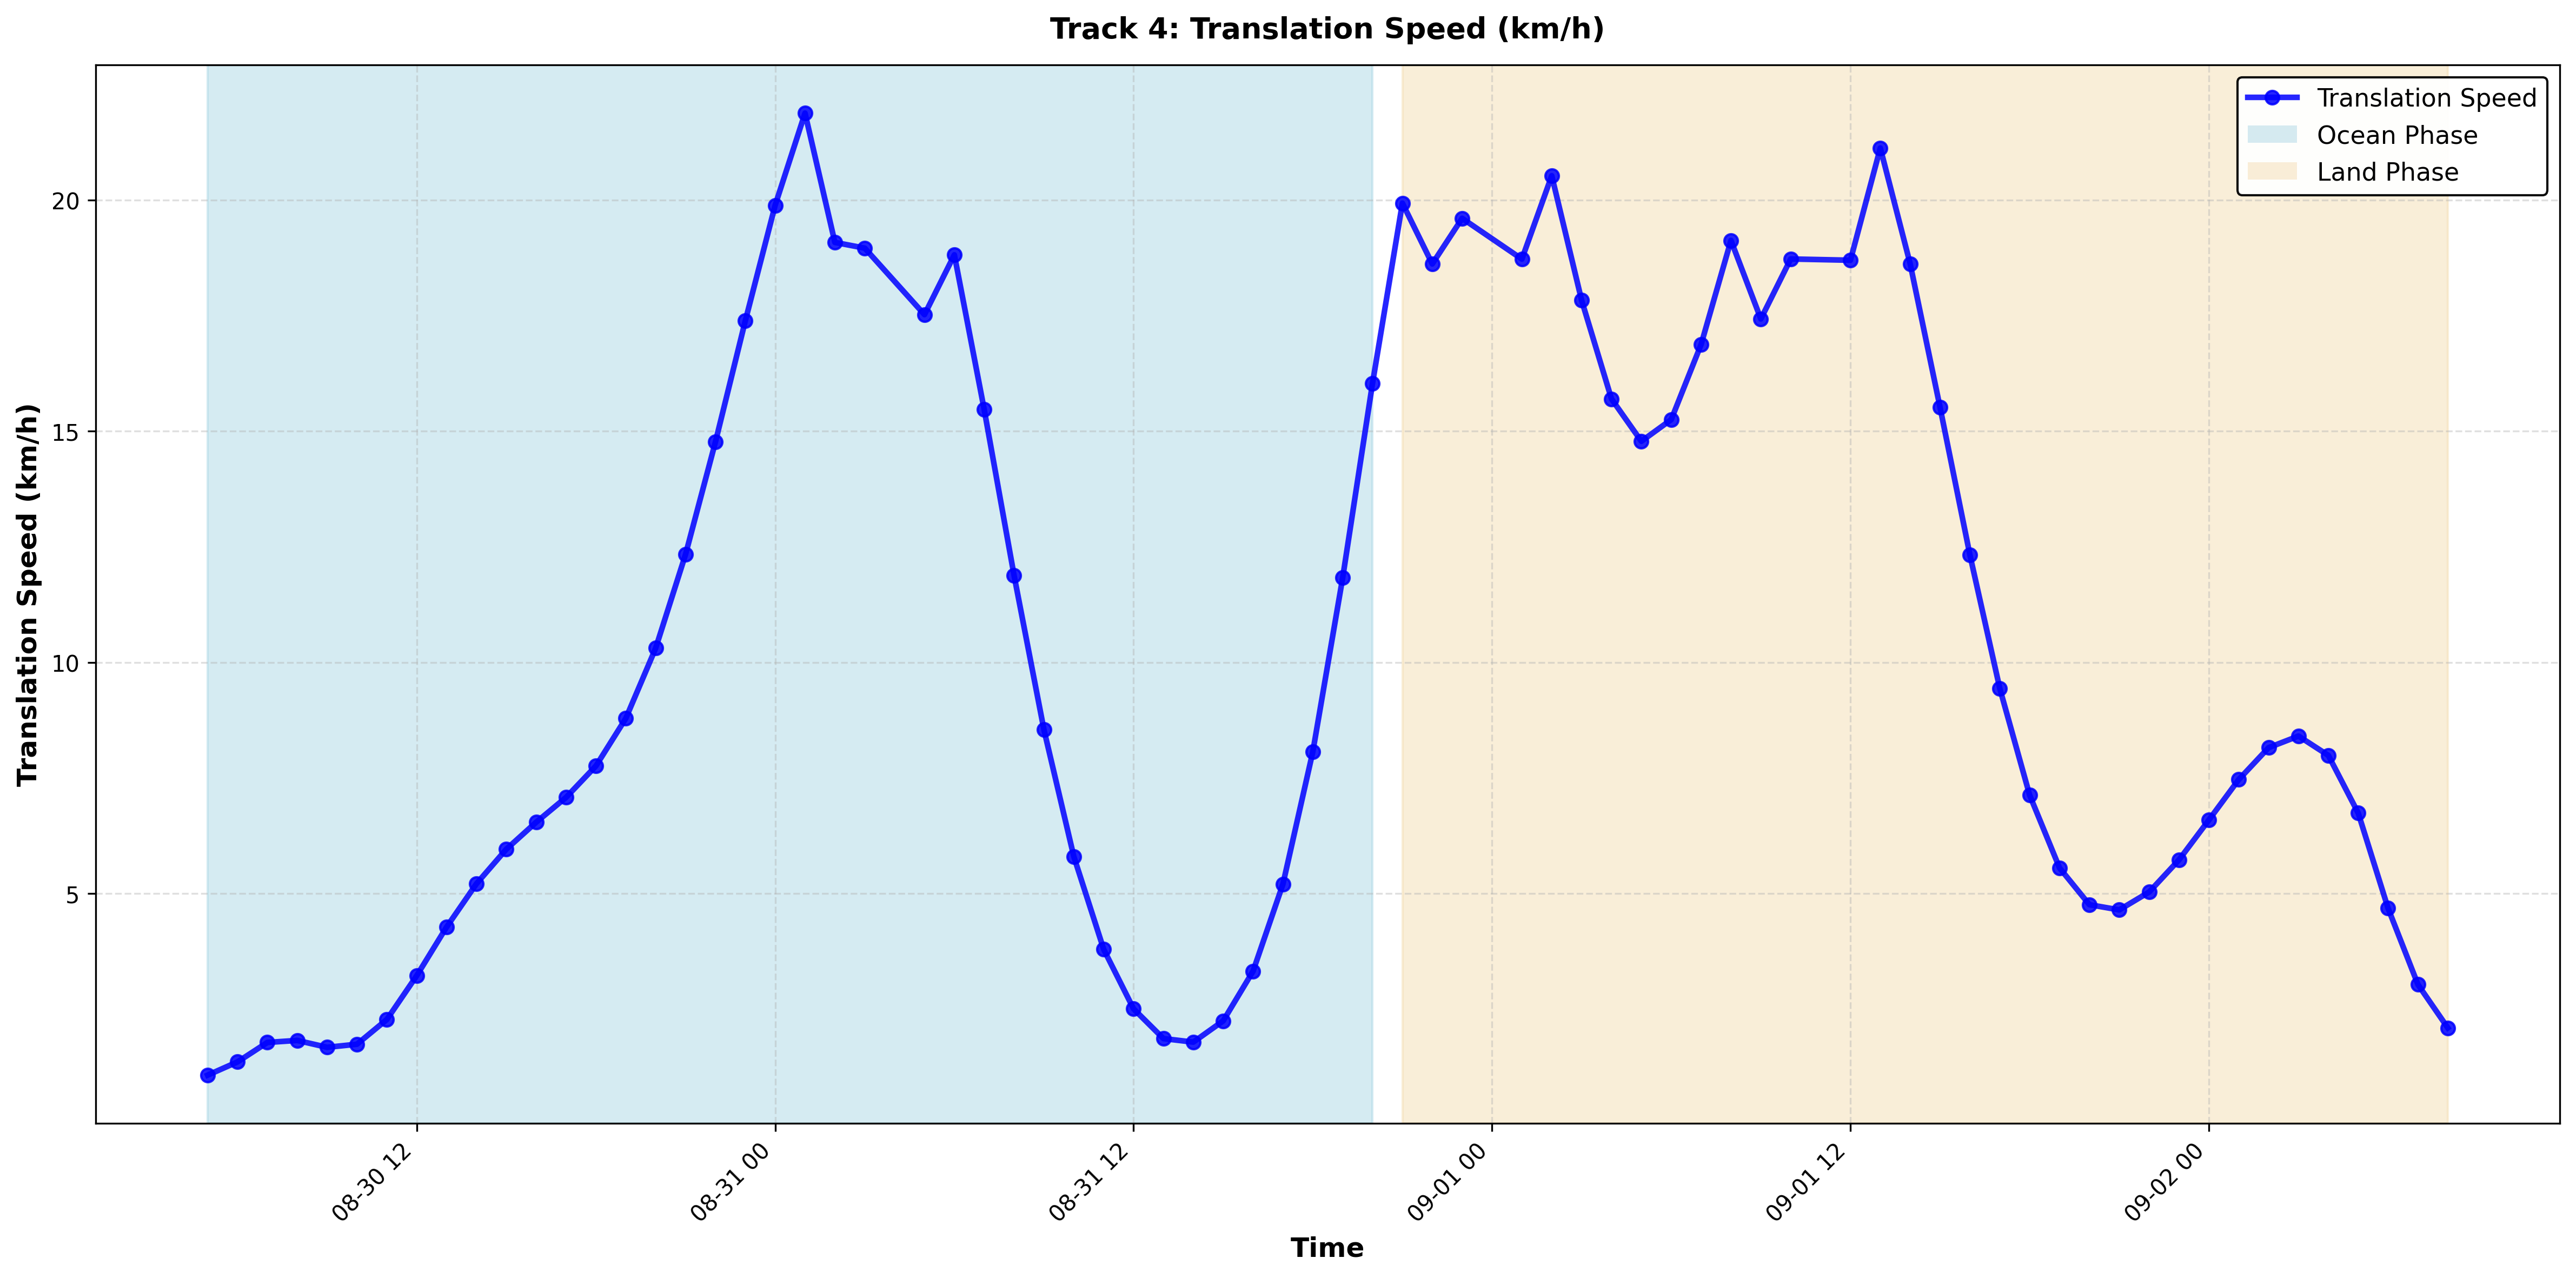 Track 4: Translation Speed (km/h)
Translation Speed
Ocean Phase
Land Phase
Translation Speed (km/h)
20
15
10
5
08-30 12
08-31 00
08-31 12
09-01 00
09-01 12
09-02 00
Time